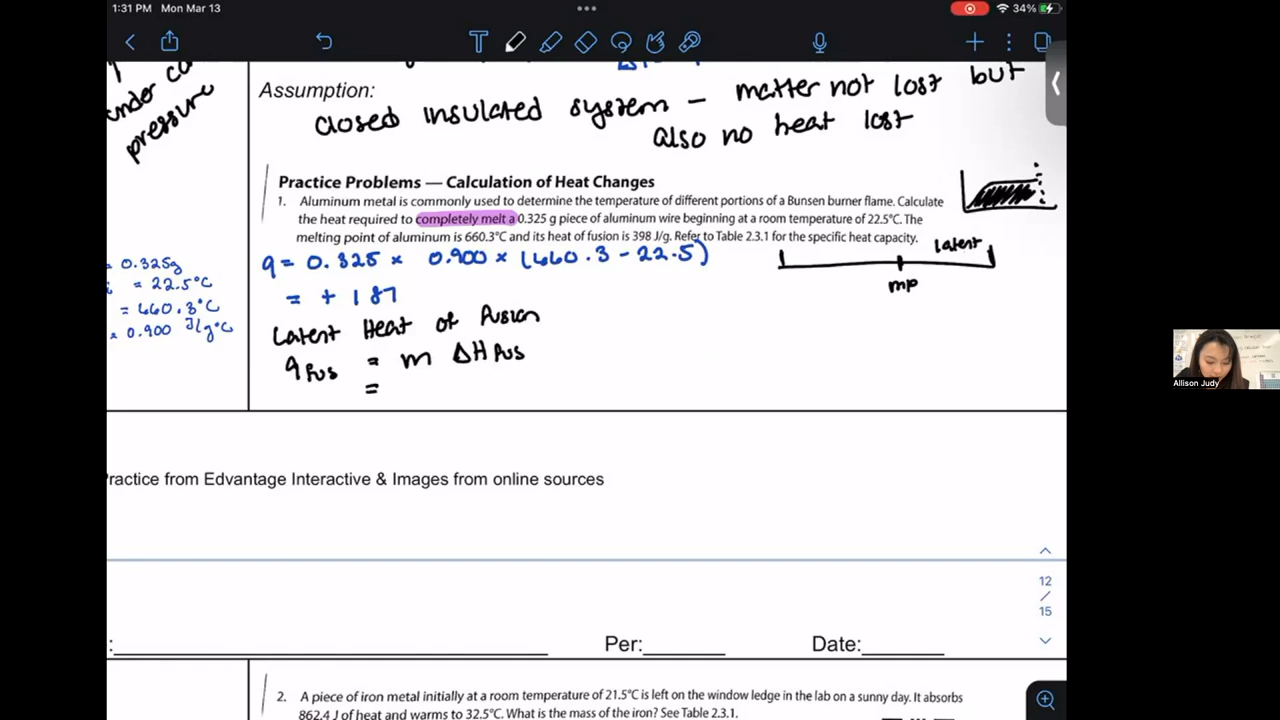 1:31 PM Mon Mar 13
34%
under
pressure
Assumption:
closed insulated system – matter not lost but
also no heat lost
Practice Problems — Calculation of Heat Changes
1. Aluminum metal is commonly used to determine the temperature of different portions of a Bunsen burner flame. Calculate
the heat required to completely melt a 0.325 g piece of aluminum wire beginning at a room temperature of 22.5°C. The
melting point of aluminum is 660.3°C and its heat of fusion is 398 J/g. Refer to Table 2.3.1 for the specific heat capacity.
q = 0.325 × 0.900 × (660.3 - 22.5)
= + 187
latent
mp
= 0.325g
= 22.5°C
= 660.3°C
= 0.900 J/g°C
Latent Heat of Fusion
qfus = m ΔHfus
=
Practice from Edvantage Interactive & Images from online sources
12
/
15
:
Per: Date:
2. A piece of iron metal initially at a room temperature of 21.5°C is left on the window ledge in the lab on a sunny day. It absorbs
862.4 J of heat and warms to 32.5°C. What is the mass of the iron? See Table 2.3.1.
Allison Judy